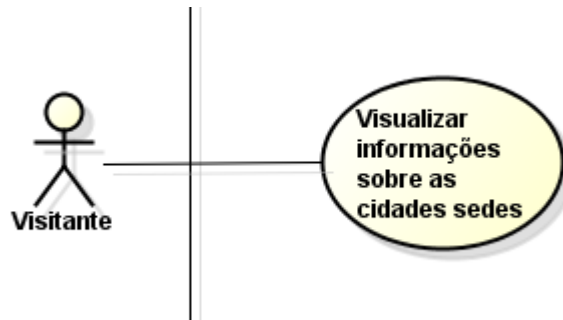 Visualizar
informações
sobre as
cidades sedes
Visitante